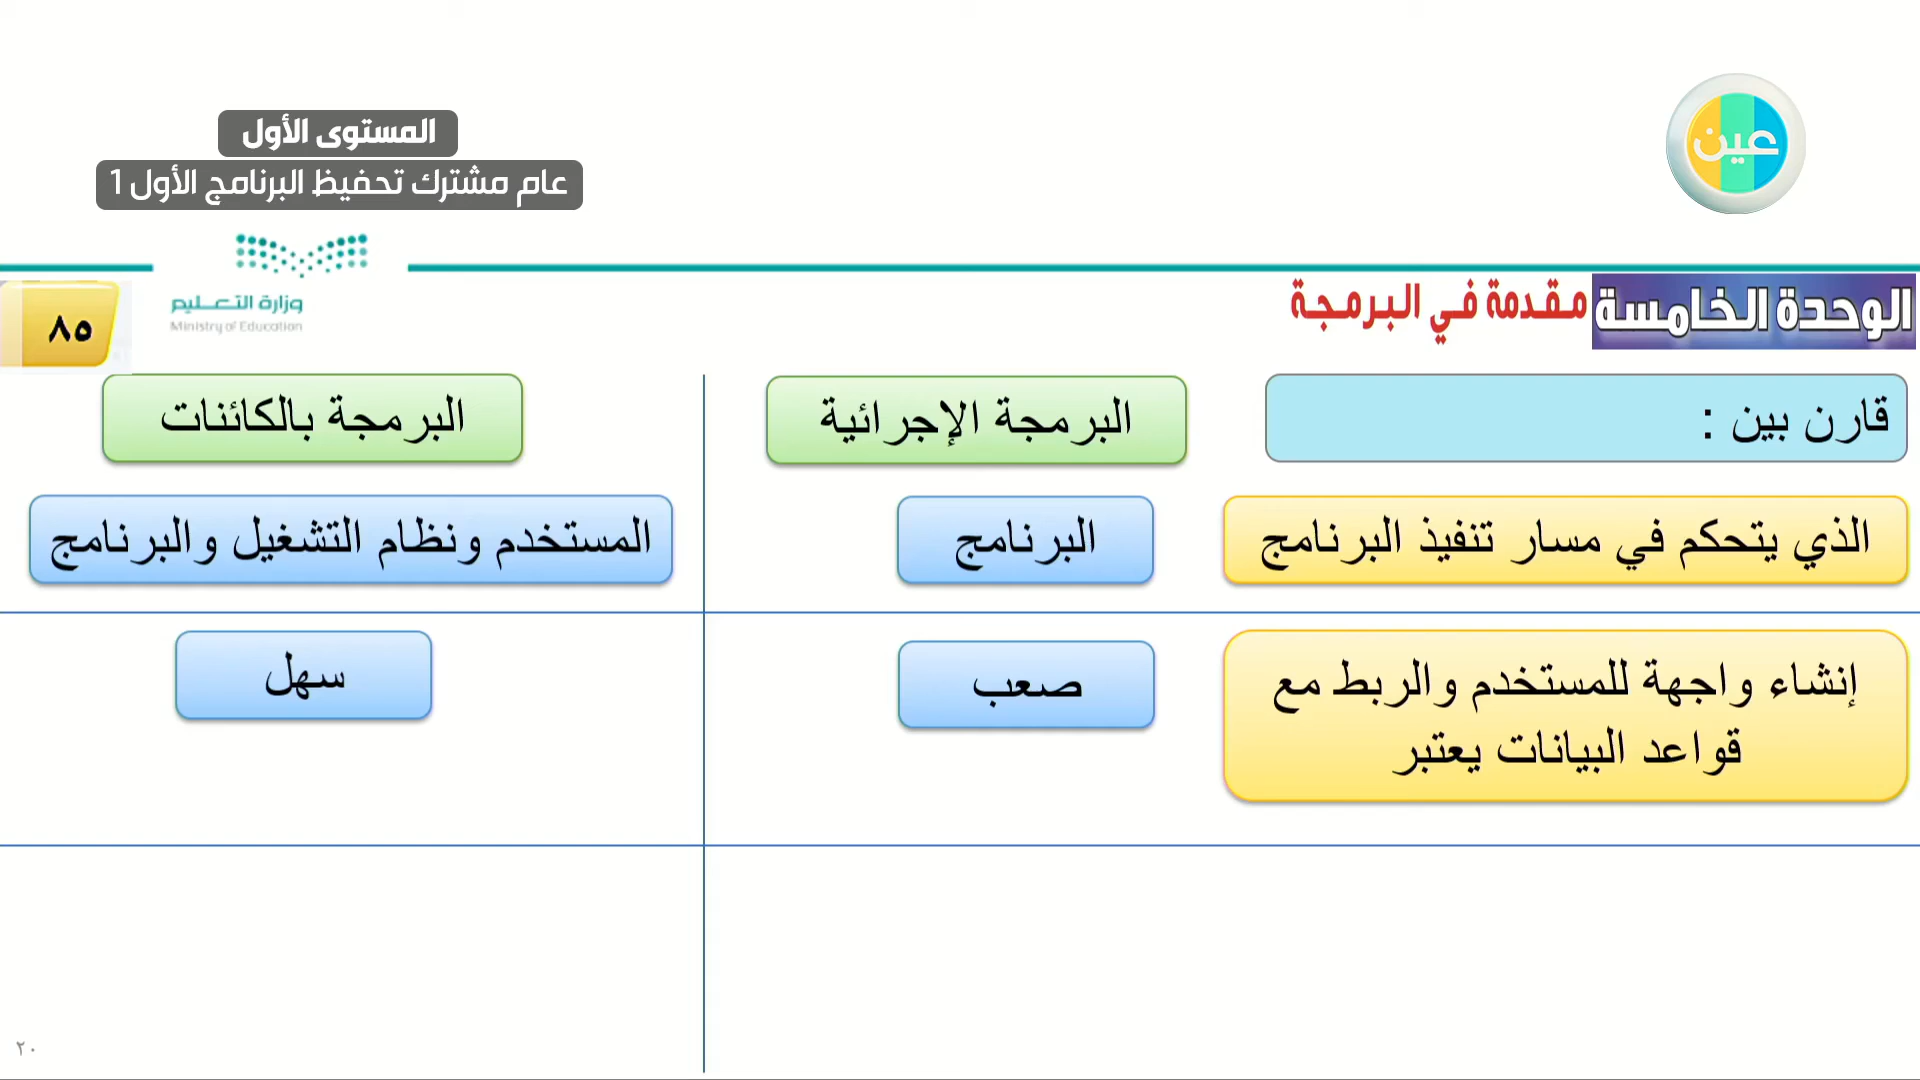 عين
المستوى الأول
عام مشترك تحفيظ البرنامج الأول 1
وزارة التعليم
Ministry of Education
الوحدة الخامسة
مقدمة في البرمجة
٨٥
قارن بين :
البرمجة الإجرائية
البرمجة بالكائنات
الذي يتحكم في مسار تنفيذ البرنامج
البرنامج
المستخدم ونظام التشغيل والبرنامج
إنشاء واجهة للمستخدم والربط مع
قواعد البيانات يعتبر
صعب
سهل
٢٠